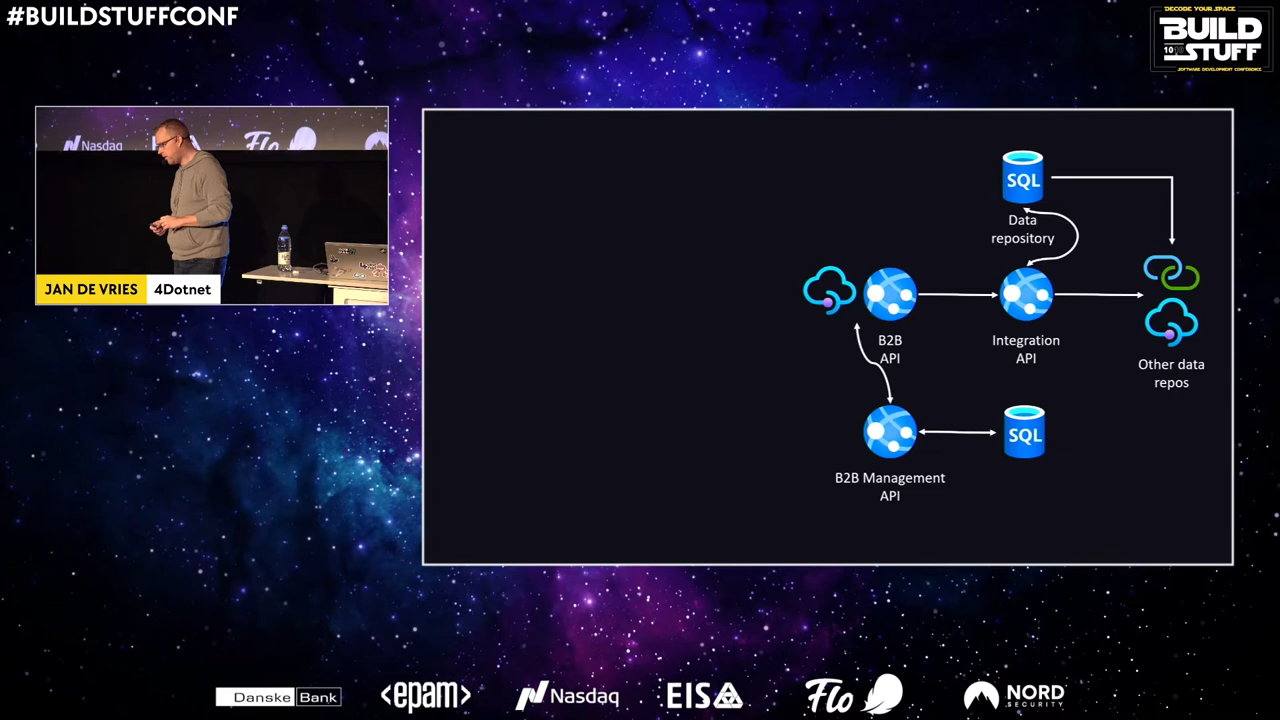 #BUILDSTUFFCONF
DECODE YOUR SPACE
BUILD
STUFF
SOFTWARE DEVELOPMENT CONFERENCE
Nasdaq
Flo
JAN DE VRIES
4Dotnet
SQL
Data
repository
B2B
API
Integration
API
Other data
repos
SQL
B2B Management
API
Danske Bank
<epam>
Nasdaq
EIS
Flo
NORD
SECURITY